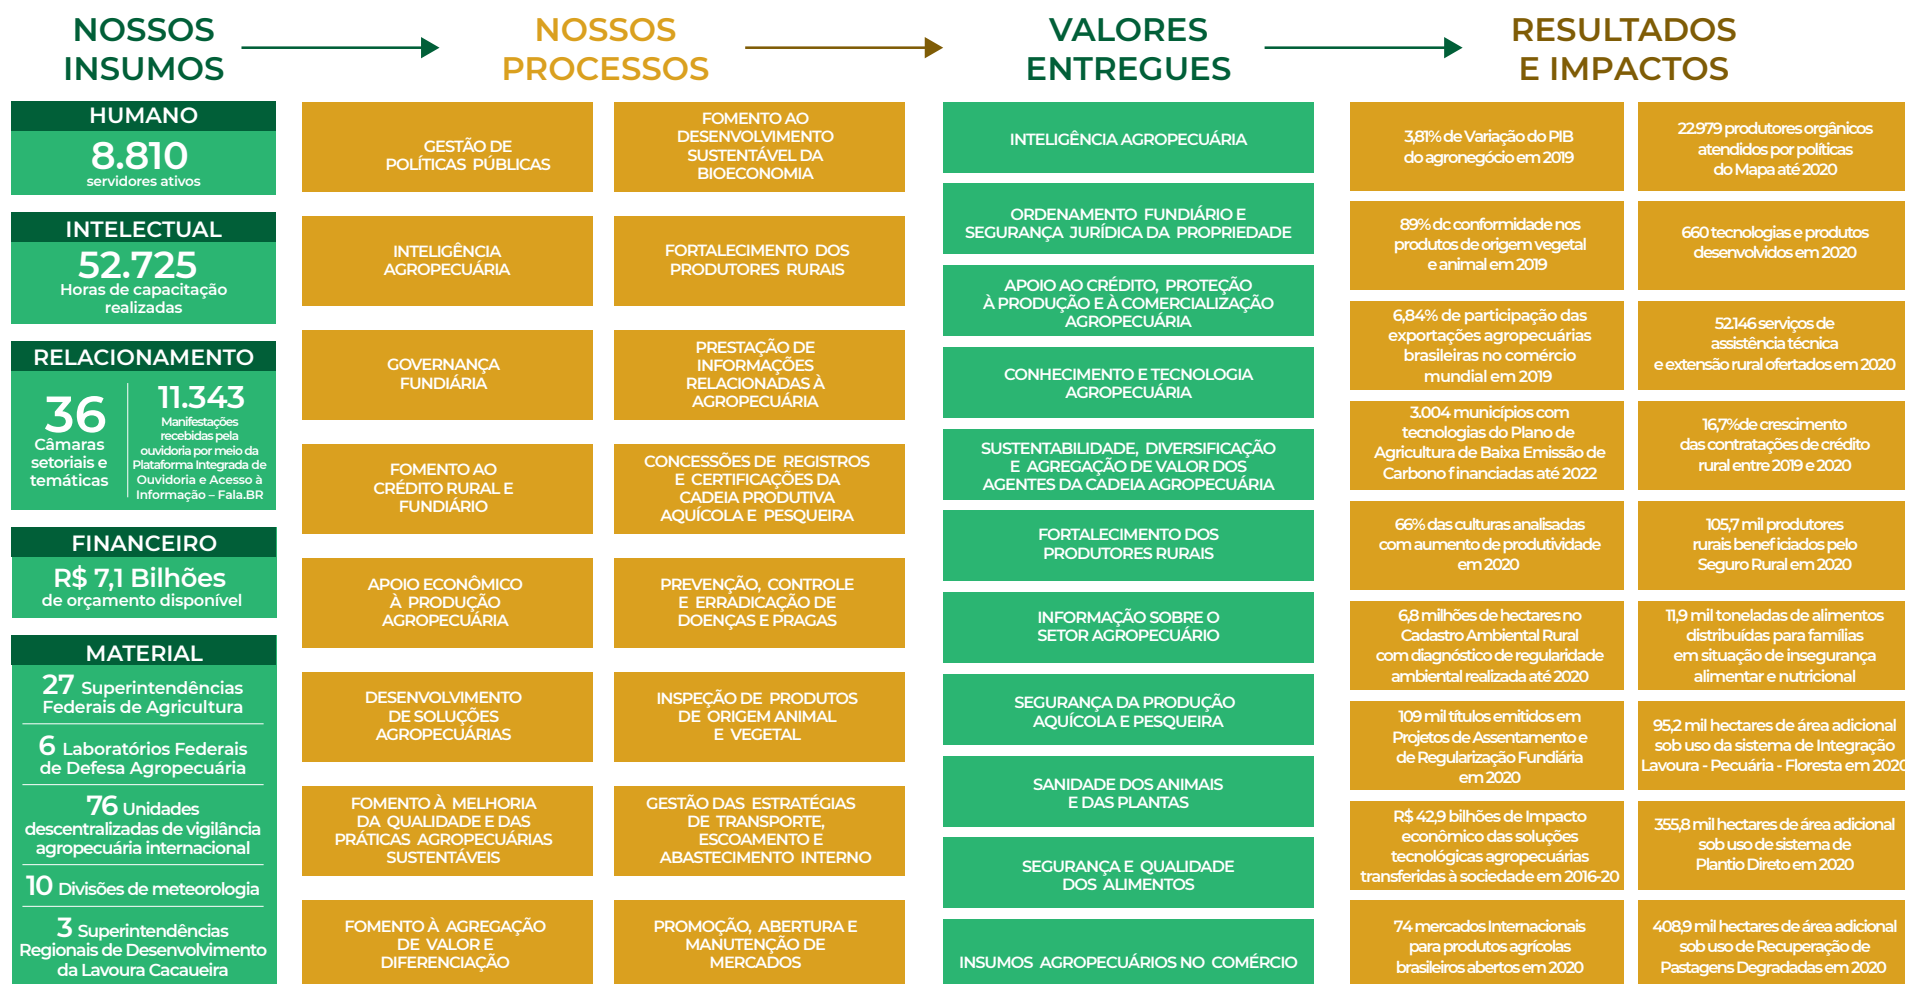 NOSSOS
INSUMOS
NOSSOS
PROCESSOS
VALORES
ENTREGUES
RESULTADOS
E IMPACTOS
HUMANO
8.810
servidores ativos
INTELECTUAL
52.725
Horas de capacitação
realizadas
RELACIONAMENTO
36
Câmaras
setoriais e
temáticas
11.343
Manifestações
recebidas pela
ouvidoria por meio da
Plataforma Integrada de
Ouvidoria e Acesso à
Informação – Fala.BR
FINANCEIRO
R$ 7,1 Bilhões
de orçamento disponível
MATERIAL
27 Superintendências
Federais de Agricultura
6 Laboratórios Federais
de Defesa Agropecuária
76 Unidades
descentralizadas de vigilância
agropecuária internacional
10 Divisões de meteorologia
3 Superintendências
Regionais de Desenvolvimento
da Lavoura Cacaueira
GESTÃO DE
POLÍTICAS PÚBLICAS
INTELIGÊNCIA
AGROPECUÁRIA
GOVERNANÇA
FUNDIÁRIA
FOMENTO AO
CRÉDITO RURAL E
FUNDIÁRIO
APOIO ECONÔMICO
À PRODUÇÃO
AGROPECUÁRIA
DESENVOLVIMENTO
DE SOLUÇÕES
AGROPECUÁRIAS
FOMENTO À MELHORIA
DA QUALIDADE E DAS
PRÁTICAS AGROPECUÁRIAS
SUSTENTÁVEIS
FOMENTO À AGREGAÇÃO
DE VALOR E
DIFERENCIAÇÃO
FOMENTO AO
DESENVOLVIMENTO
SUSTENTÁVEL DA
BIOECONOMIA
FORTALECIMENTO DOS
PRODUTORES RURAIS
PRESTAÇÃO DE
INFORMAÇÕES
RELACIONADAS À
AGROPECUÁRIA
CONCESSÕES DE REGISTROS
E CERTIFICAÇÕES DA
CADEIA PRODUTIVA
AQUÍCOLA E PESQUEIRA
PREVENÇÃO, CONTROLE
E ERRADICAÇÃO DE
DOENÇAS E PRAGAS
INSPEÇÃO DE PRODUTOS
DE ORIGEM ANIMAL
E VEGETAL
GESTÃO DAS ESTRATÉGIAS
DE TRANSPORTE,
ESCOAMENTO E
ABASTECIMENTO INTERNO
PROMOÇÃO, ABERTURA E
MANUTENÇÃO DE
MERCADOS
INTELIGÊNCIA AGROPECUÁRIA
ORDENAMENTO FUNDIÁRIO E
SEGURANÇA JURÍDICA DA PROPRIEDADE
APOIO AO CRÉDITO, PROTEÇÃO
À PRODUÇÃO E À COMERCIALIZAÇÃO
AGROPECUÁRIA
CONHECIMENTO E TECNOLOGIA
AGROPECUÁRIA
SUSTENTABILIDADE, DIVERSIFICAÇÃO
E AGREGAÇÃO DE VALOR DOS
AGENTES DA CADEIA AGROPECUÁRIA
FORTALECIMENTO DOS
PRODUTORES RURAIS
INFORMAÇÃO SOBRE O
SETOR AGROPECUÁRIO
SEGURANÇA DA PRODUÇÃO
AQUÍCOLA E PESQUEIRA
SANIDADE DOS ANIMAIS
E DAS PLANTAS
SEGURANÇA E QUALIDADE
DOS ALIMENTOS
INSUMOS AGROPECUÁRIOS NO COMÉRCIO
3,81% de Variação do PIB
do agronegócio em 2019
89% dc conformidade nos
produtos de origem vegetal
e animal em 2019
6,84% de participação das
exportações agropecuárias
brasileiras no comércio
mundial em 2019
3.004 municípios com
tecnologias do Plano de
Agricultura de Baixa Emissão de
Carbono f inanciadas até 2022
66% das culturas analisadas
com aumento de produtividade
em 2020
6,8 milhões de hectares no
Cadastro Ambiental Rural
com diagnóstico de regularidade
ambiental realizada até 2020
109 mil títulos emitidos em
Projetos de Assentamento e
de Regularização Fundiária
em 2020
R$ 42,9 bilhões de Impacto
econômico das soluções
tecnológicas agropecuárias
transferidas à sociedade em 2016-20
74 mercados Internacionais
para produtos agrícolas
brasileiros abertos em 2020
22.979 produtores orgânicos
atendidos por políticas
do Mapa até 2020
660 tecnologias e produtos
desenvolvidos em 2020
52.146 serviços de
assistência técnica
e extensão rural ofertados em 2020
16,7%de crescimento
das contratações de crédito
rural entre 2019 e 2020
105,7 mil produtores
rurais benef iciados pelo
Seguro Rural em 2020
11,9 mil toneladas de alimentos
distribuídas para famílias
em situação de insegurança
alimentar e nutricional
95,2 mil hectares de área adicional
sob uso da sistema de Integração
Lavoura - Pecuária - Floresta em 2020
355,8 mil hectares de área adicional
sob uso de sistema de
Plantio Direto em 2020
408,9 mil hectares de área adicional
sob uso de Recuperação de
Pastagens Degradadas em 2020